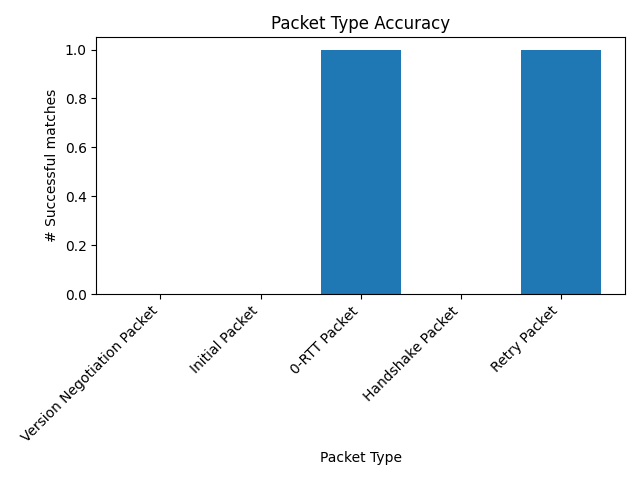 Packet Type Accuracy
# Successful matches
1.0
0.8
0.6
0.4
0.2
0.0
Version Negotiation Packet
Initial Packet
0-RTT Packet
Handshake Packet
Retry Packet
Packet Type